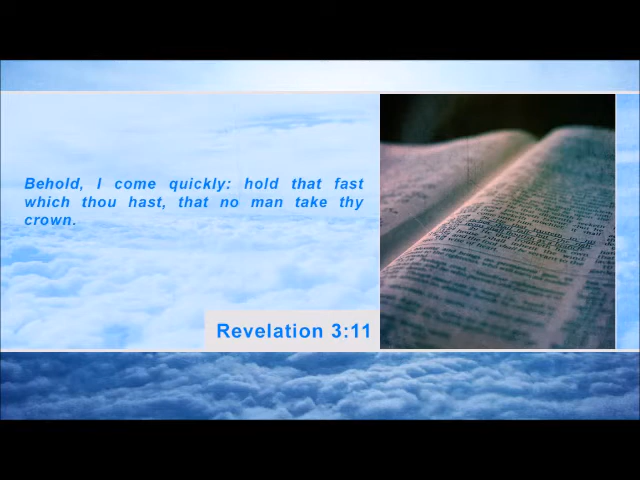 Behold, I come quickly: hold that fast
which thou hast, that no man take thy
crown.
Revelation 3:11